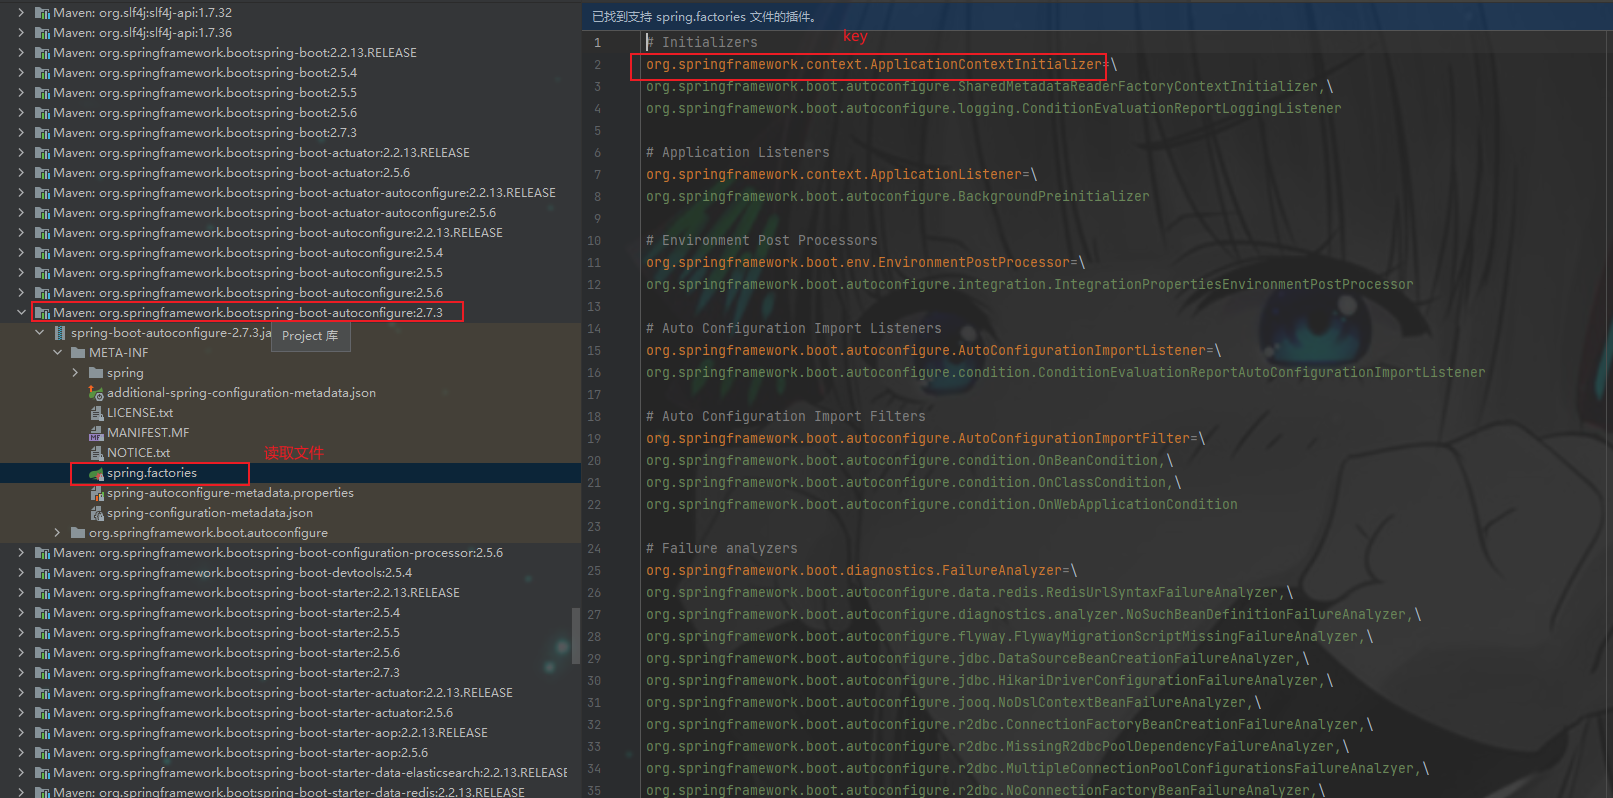 Maven: org.slf4j:slf4j-api:1.7.32
Maven: org.slf4j:slf4j-api:1.7.36
Maven: org.springframework.boot:spring-boot:2.2.13.RELEASE
Maven: org.springframework.boot:spring-boot:2.5.4
Maven: org.springframework.boot:spring-boot:2.5.5
Maven: org.springframework.boot:spring-boot:2.5.6
Maven: org.springframework.boot:spring-boot:2.7.3
Maven: org.springframework.boot:spring-boot-actuator:2.2.13.RELEASE
Maven: org.springframework.boot:spring-boot-actuator:2.5.6
Maven: org.springframework.boot:spring-boot-actuator-autoconfigure:2.2.13.RELEASE
Maven: org.springframework.boot:spring-boot-actuator-autoconfigure:2.5.6
Maven: org.springframework.boot:spring-boot-autoconfigure:2.2.13.RELEASE
Maven: org.springframework.boot:spring-boot-autoconfigure:2.5.4
Maven: org.springframework.boot:spring-boot-autoconfigure:2.5.5
Maven: org.springframework.boot:spring-boot-autoconfigure:2.5.6
Maven: org.springframework.boot:spring-boot-autoconfigure:2.7.3
spring-boot-autoconfigure-2.7.3.ja
Project 库
META-INF
spring
additional-spring-configuration-metadata.json
LICENSE.txt
MANIFEST.MF
NOTICE.txt
读取文件
spring.factories
spring-autoconfigure-metadata.properties
spring-configuration-metadata.json
org.springframework.boot.autoconfigure
Maven: org.springframework.boot:spring-boot-configuration-processor:2.5.6
Maven: org.springframework.boot:spring-boot-devtools:2.5.4
Maven: org.springframework.boot:spring-boot-starter:2.2.13.RELEASE
Maven: org.springframework.boot:spring-boot-starter:2.5.4
Maven: org.springframework.boot:spring-boot-starter:2.5.5
Maven: org.springframework.boot:spring-boot-starter:2.5.6
Maven: org.springframework.boot:spring-boot-starter:2.7.3
Maven: org.springframework.boot:spring-boot-starter-actuator:2.2.13.RELEASE
Maven: org.springframework.boot:spring-boot-starter-actuator:2.5.6
Maven: org.springframework.boot:spring-boot-starter-aop:2.2.13.RELEASE
Maven: org.springframework.boot:spring-boot-starter-aop:2.5.6
Maven: org.springframework.boot:spring-boot-starter-data-elasticsearch:2.2.13.RELEASE
Maven: org.springframework.boot:spring-boot-starter-data-redis:2.2.13.RELEASE
已找到支持 spring.factories 文件的插件。
key
1 # Initializers
2 org.springframework.context.ApplicationContextInitializer=\
3 org.springframework.boot.autoconfigure.SharedMetadataReaderFactoryContextInitializer,\
4 org.springframework.boot.autoconfigure.logging.ConditionEvaluationReportLoggingListener
5
6 # Application Listeners
7 org.springframework.context.ApplicationListener=\
8 org.springframework.boot.autoconfigure.BackgroundPreinitializer
9
10 # Environment Post Processors
11 org.springframework.boot.env.EnvironmentPostProcessor=\
12 org.springframework.boot.autoconfigure.integration.IntegrationPropertiesEnvironmentPostProcessor
13
14 # Auto Configuration Import Listeners
15 org.springframework.boot.autoconfigure.AutoConfigurationImportListener=\
16 org.springframework.boot.autoconfigure.condition.ConditionEvaluationReportAutoConfigurationImportListener
17
18 # Auto Configuration Import Filters
19 org.springframework.boot.autoconfigure.AutoConfigurationImportFilter=\
20 org.springframework.boot.autoconfigure.condition.OnBeanCondition,\
21 org.springframework.boot.autoconfigure.condition.OnClassCondition,\
22 org.springframework.boot.autoconfigure.condition.OnWebApplicationCondition
23
24 # Failure analyzers
25 org.springframework.boot.diagnostics.FailureAnalyzer=\
26 org.springframework.boot.autoconfigure.data.redis.RedisUrlSyntaxFailureAnalyzer,\
27 org.springframework.boot.autoconfigure.diagnostics.analyzer.NoSuchBeanDefinitionFailureAnalyzer,\
28 org.springframework.boot.autoconfigure.flyway.FlywayMigrationScriptMissingFailureAnalyzer,\
29 org.springframework.boot.autoconfigure.jdbc.DataSourceBeanCreationFailureAnalyzer,\
30 org.springframework.boot.autoconfigure.jdbc.HikariDriverConfigurationFailureAnalyzer,\
31 org.springframework.boot.autoconfigure.jooq.NoDslContextBeanFailureAnalyzer,\
32 org.springframework.boot.autoconfigure.r2dbc.ConnectionFactoryBeanCreationFailureAnalyzer,\
33 org.springframework.boot.autoconfigure.r2dbc.MissingR2dbcPoolDependencyFailureAnalyzer,\
34 org.springframework.boot.autoconfigure.r2dbc.MultipleConnectionPoolConfigurationsFailureAnalzyer,\
35 org.springframework.boot.autoconfigure.r2dbc.NoConnectionFactoryBeanFailureAnalyzer,\